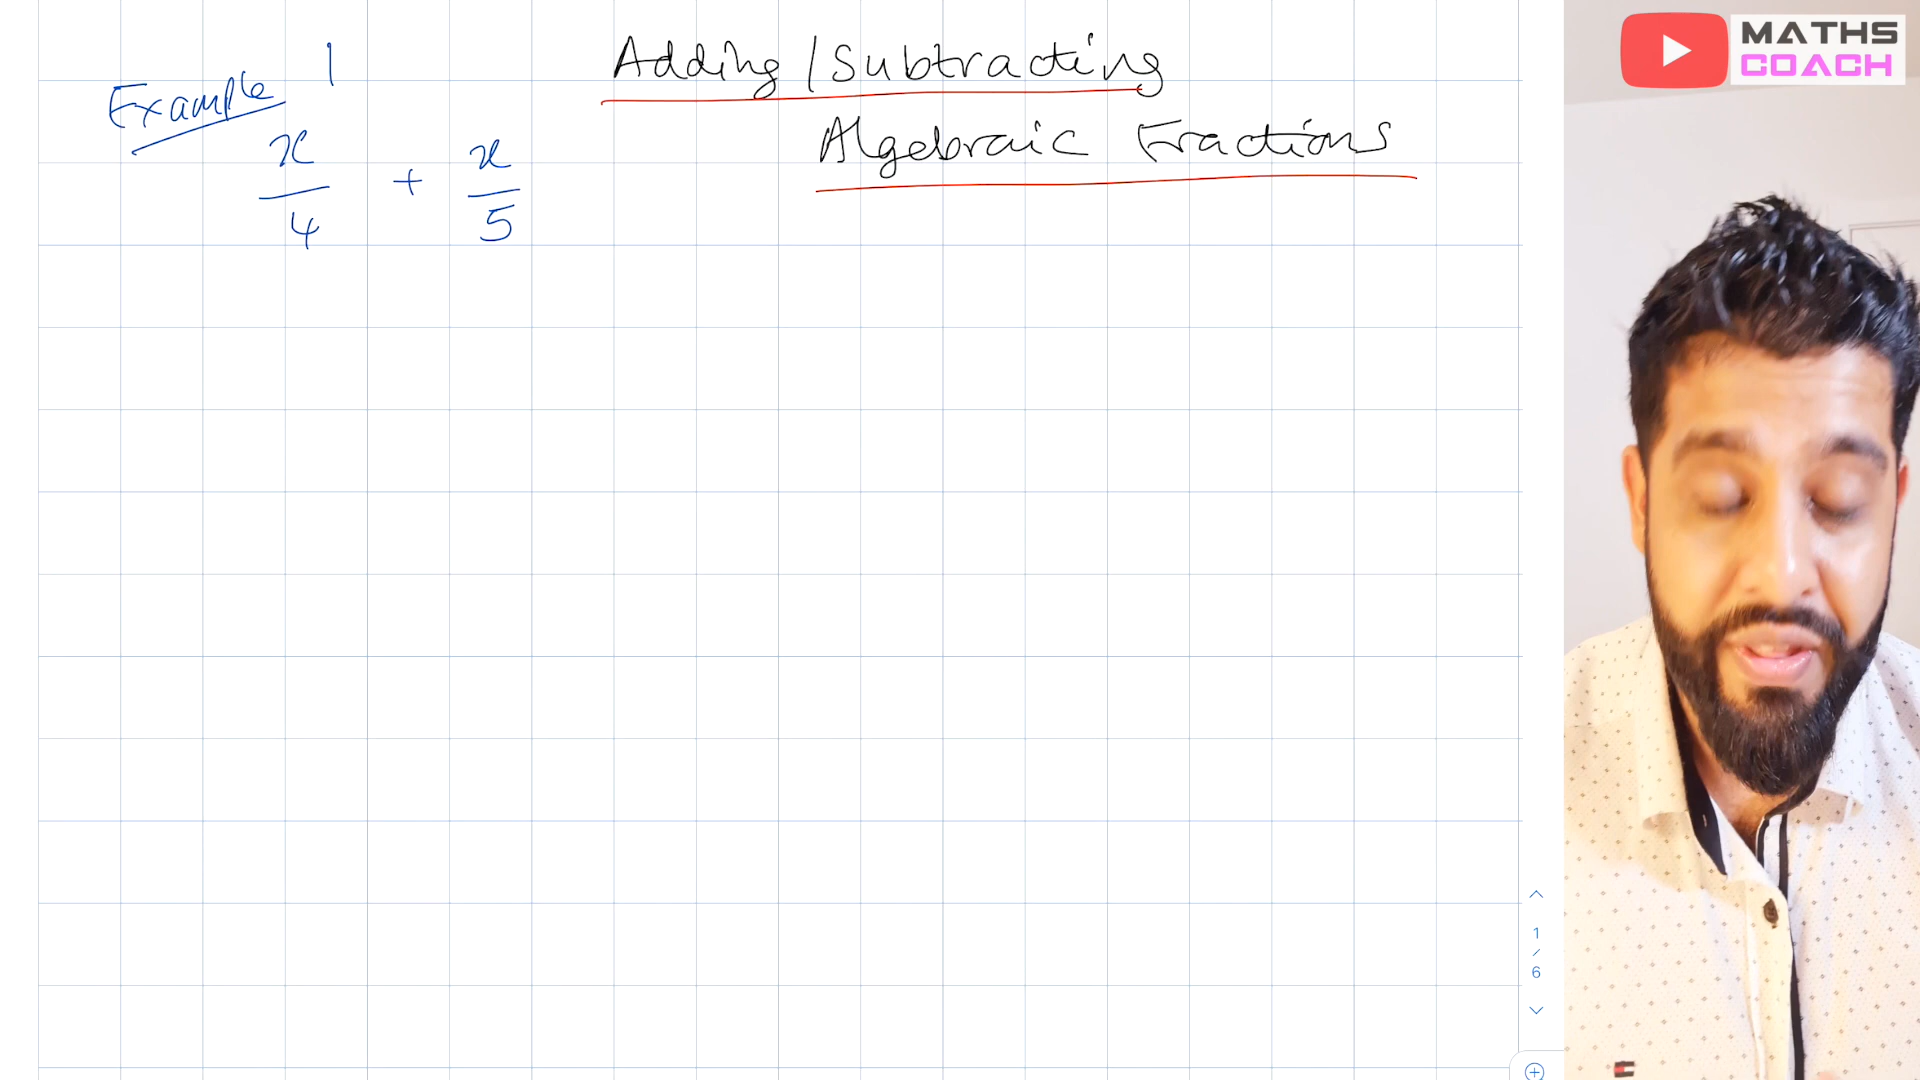 Example 1
x/4 + x/5
Adding/Subtracting
Algebraic Fractions
MATHS
COACH
1
/
6